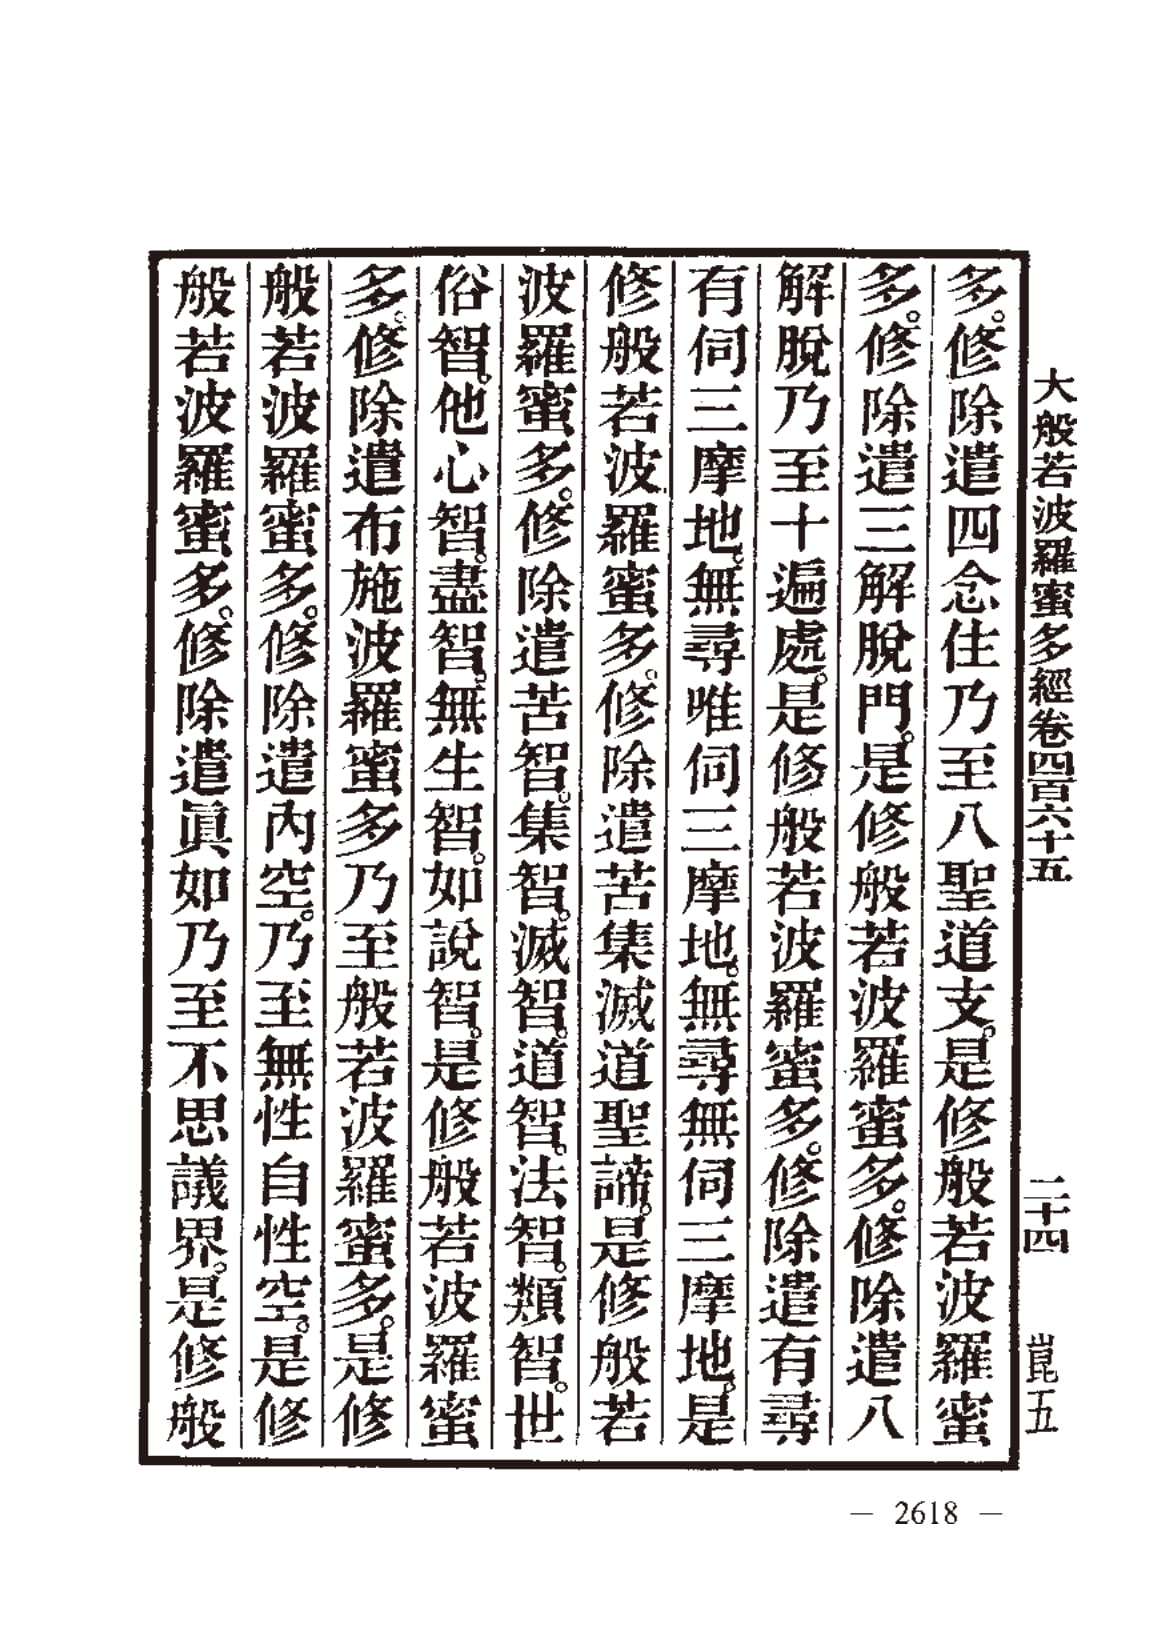 大般若波羅蜜多經卷四百六十五 二十四 崑五
多。修除遣四念住乃至八聖道支。是修般若波羅蜜
多。修除遣三解脫門。是修般若波羅蜜多。修除遣八
解脫乃至十遍處。是修般若波羅蜜多。修除遣有尋
有伺三摩地。無尋唯伺三摩地。無尋無伺三摩地。是
修般若波羅蜜多。修除遣苦集滅道聖諦。是修般若
波羅蜜多。修除遣苦智。集智。滅智。道智。法智。類智。世
俗智。他心智。盡智。無生智。如說智。是修般若波羅蜜
多。修除遣布施波羅蜜多乃至般若波羅蜜多。是修
般若波羅蜜多。修除遣內空。乃至無性自性空。是修
般若波羅蜜多。修除遣眞如乃至不思議界。是修般
— 2618 —